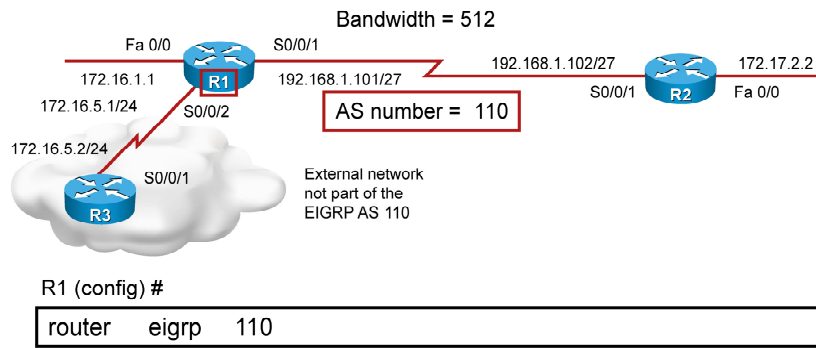 Bandwidth = 512
Fa 0/0
S0/0/1
R1
172.16.1.1
192.168.1.101/27
192.168.1.102/27
172.17.2.2
S0/0/1
R2
Fa 0/0
172.16.5.1/24
S0/0/2
AS number = 110
172.16.5.2/24
S0/0/1
R3
External network
not part of the
EIGRP AS 110
R1 (config) #
router eigrp 110